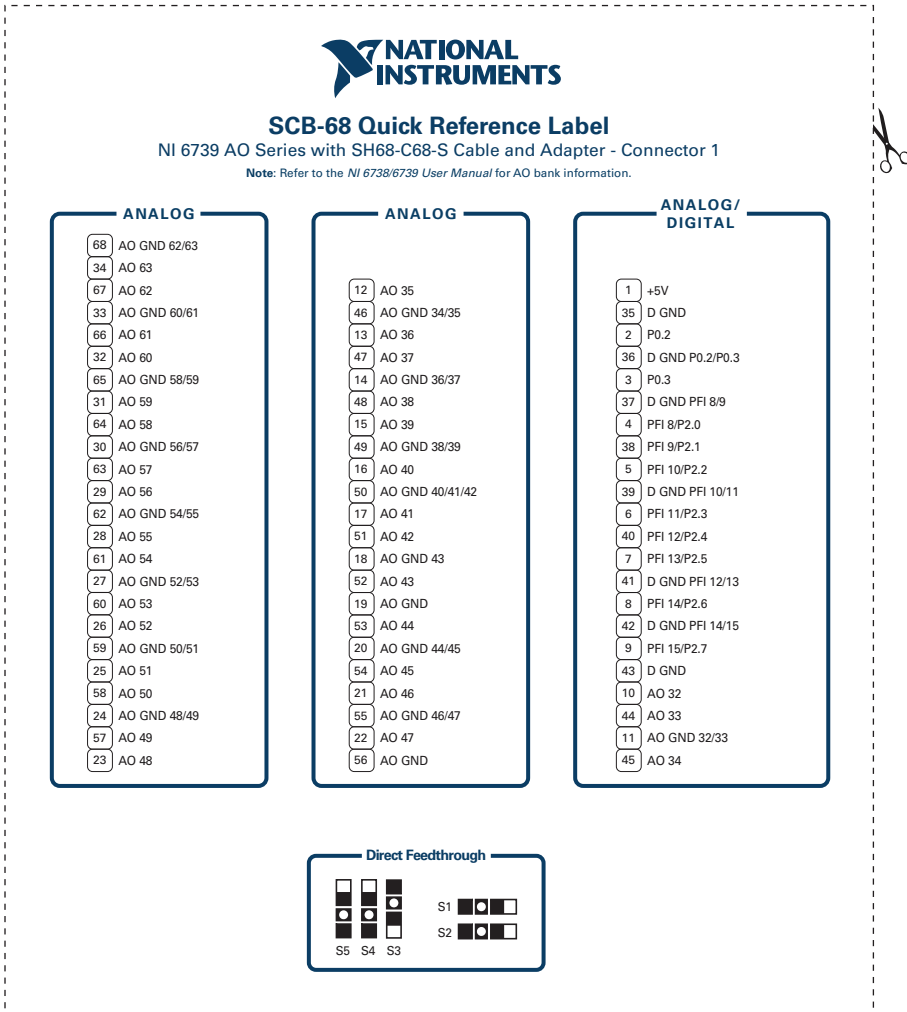 NATIONAL
INSTRUMENTS
SCB-68 Quick Reference Label
NI 6739 AO Series with SH68-C68-S Cable and Adapter - Connector 1
Note: Refer to the NI 6738/6739 User Manual for AO bank information.
ANALOG
68 AO GND 62/63
34 AO 63
67 AO 62
33 AO GND 60/61
66 AO 61
32 AO 60
65 AO GND 58/59
31 AO 59
64 AO 58
30 AO GND 56/57
63 AO 57
29 AO 56
62 AO GND 54/55
28 AO 55
61 AO 54
27 AO GND 52/53
60 AO 53
26 AO 52
59 AO GND 50/51
25 AO 51
58 AO 50
24 AO GND 48/49
57 AO 49
23 AO 48
ANALOG
12 AO 35
46 AO GND 34/35
13 AO 36
47 AO 37
14 AO GND 36/37
48 AO 38
15 AO 39
49 AO GND 38/39
16 AO 40
50 AO GND 40/41/42
17 AO 41
51 AO 42
18 AO GND 43
52 AO 43
19 AO GND
53 AO 44
20 AO GND 44/45
54 AO 45
21 AO 46
55 AO GND 46/47
22 AO 47
56 AO GND
ANALOG/
DIGITAL
1 +5V
35 D GND
2 P0.2
36 D GND P0.2/P0.3
3 P0.3
37 D GND PFI 8/9
4 PFI 8/P2.0
38 PFI 9/P2.1
5 PFI 10/P2.2
39 D GND PFI 10/11
6 PFI 11/P2.3
40 PFI 12/P2.4
7 PFI 13/P2.5
41 D GND PFI 12/13
8 PFI 14/P2.6
42 D GND PFI 14/15
9 PFI 15/P2.7
43 D GND
10 AO 32
44 AO 33
11 AO GND 32/33
45 AO 34
Direct Feedthrough
S5 S4 S3
S1
S2